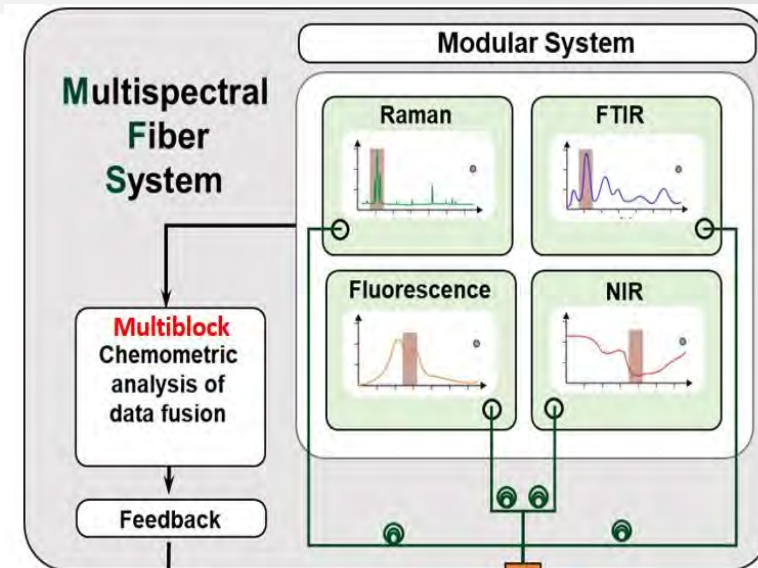 Modular System
Multispectral
Fiber
System
Raman
FTIR
Fluorescence
NIR
Multiblock
Chemometric
analysis of
data fusion
Feedback